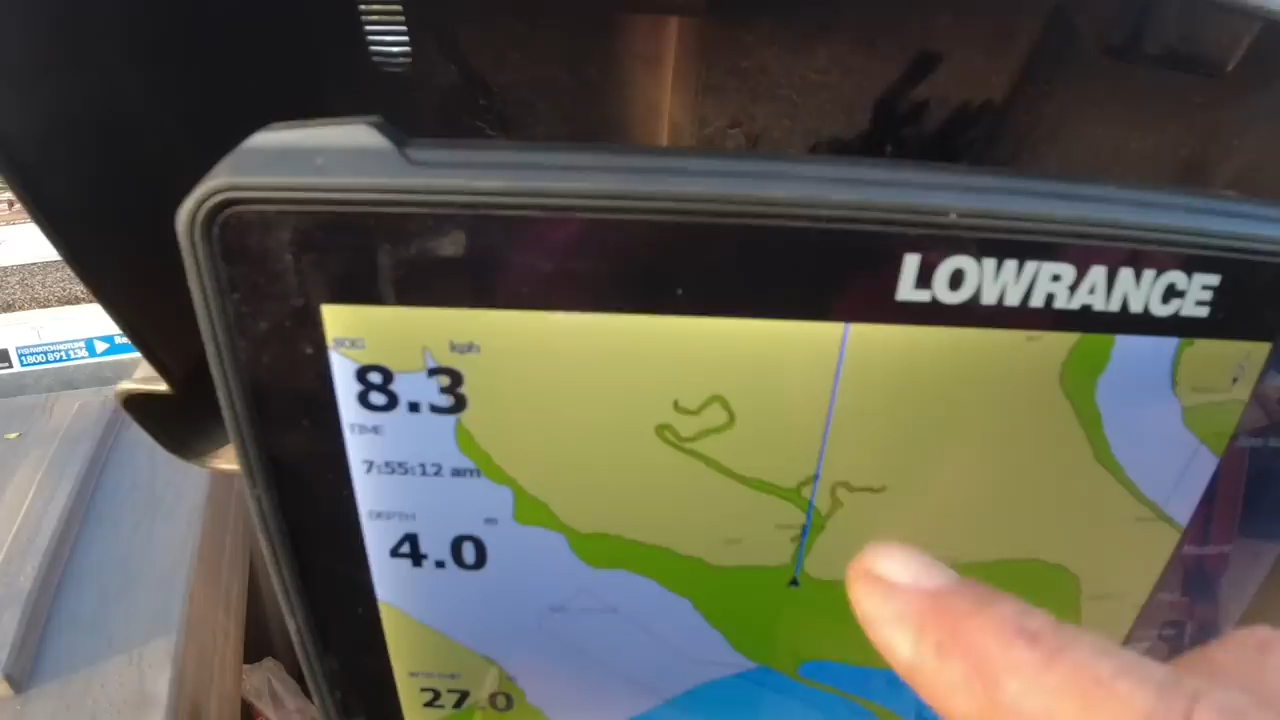 LOWRANCE
SOG kph
8.3
TIME
7:55:12 am
DEPTH m
4.0
27.0
FISHWATCH HOTLINE
1800 891 136